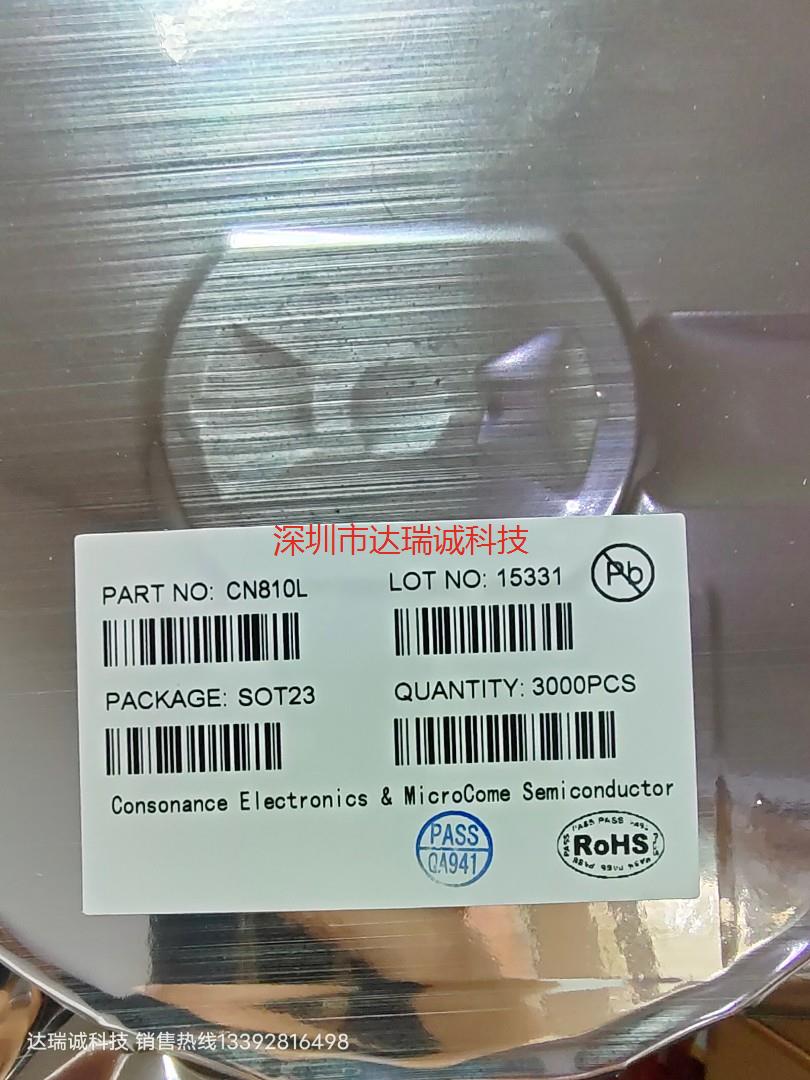 深圳市达瑞诚科技
PART NO: CN810L
LOT NO: 15331
Pb
PACKAGE: SOT23
QUANTITY: 3000PCS
Consonance Electronics & MicroCome Semiconductor
PASS
QA941
RoHS
达瑞诚科技 销售热线13392816498